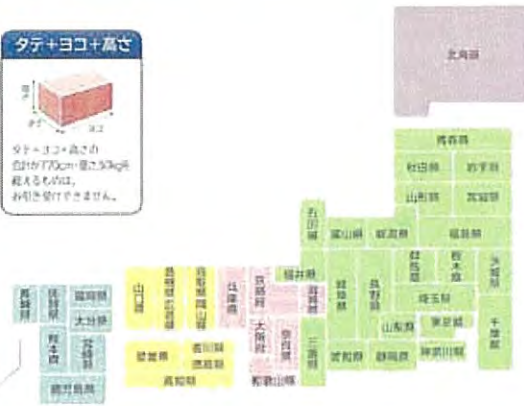 タテ+ヨコ+高さ
高さ
タテ
ヨコ
タテ+ヨコ+高さの
合計が170cm・重さ50kgを
超えるものは、
お引き受けできません。
北海道
青森県
秋田県 岩手県
山形県 宮城県
石川県 富山県 新潟県 福島県
福井県 岐阜県 長野県 群馬県 栃木県 茨城県
埼玉県 千葉県
山梨県 東京都
三重県 愛知県 静岡県 神奈川県
兵庫県 京都府 滋賀県
大阪府 奈良県
和歌山県
山口県 島根県 広島県 鳥取県 岡山県
愛媛県 香川県
徳島県
高知県
長崎県 佐賀県 福岡県
大分県
熊本県 宮崎県
鹿児島県